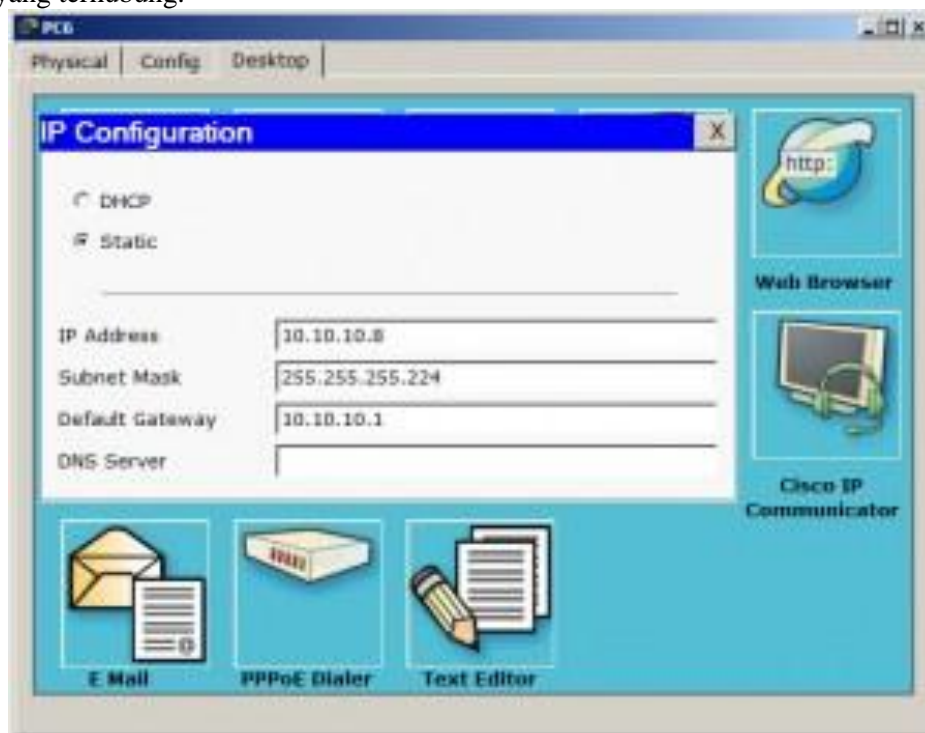 yang terhubung.
PC6
Physical Config Desktop
IP Configuration X
http:
DHCP
Static
Web Browser
IP Address 10.10.10.8
Subnet Mask 255.255.255.224
Default Gateway 10.10.10.1
DNS Server
Cisco IP
Communicator
E Mail PPPoE Dialer Text Editor